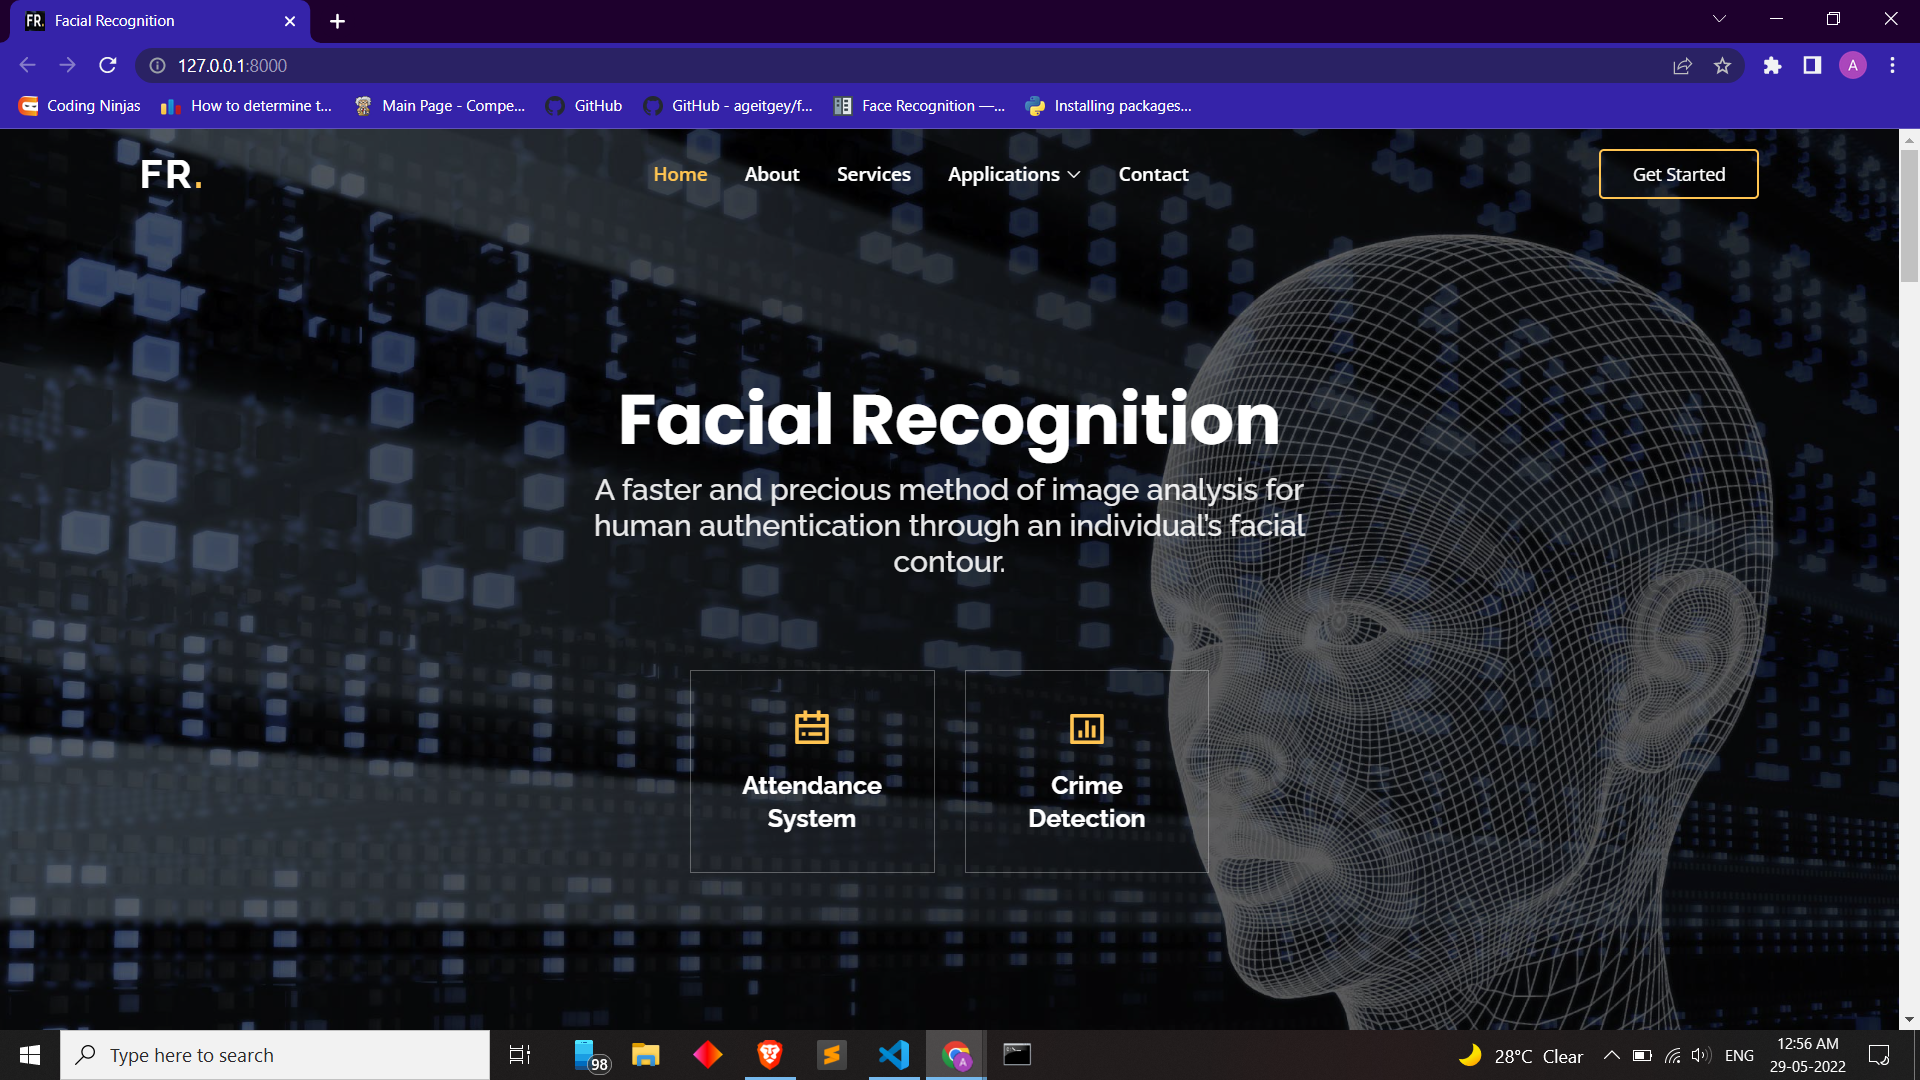 FR.
Facial Recognition
127.0.0.1:8000
A
Coding Ninjas
How to determine t...
Main Page - Compe...
GitHub
GitHub - ageitgey/f...
Face Recognition —...
Installing packages...
FR.
Home
About
Services
Applications
Contact
Get Started
Facial Recognition
A faster and precious method of image analysis for
human authentication through an individual's facial
contour.
Attendance
System
Crime
Detection
Type here to search
98
A
28°C Clear
ENG
12:56 AM
29-05-2022